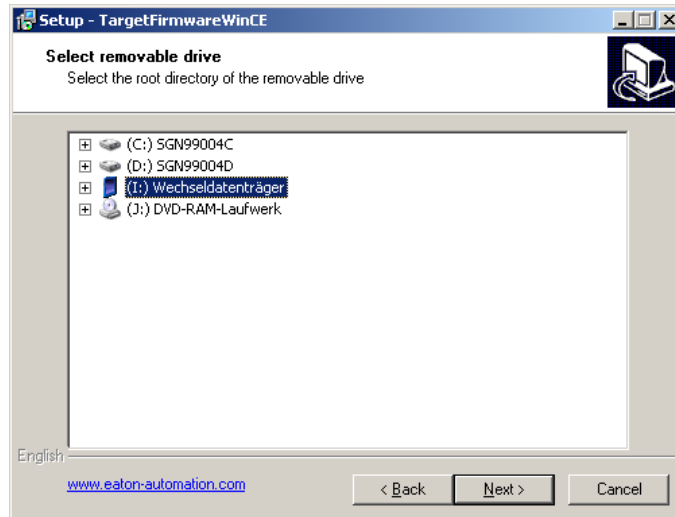 Setup - TargetFirmwareWinCE
Select removable drive
Select the root directory of the removable drive
(C:) SGN99004C
(D:) SGN99004D
(I:) Wechseldatenträger
(J:) DVD-RAM-Laufwerk
English
www.eaton-automation.com
< Back
Next >
Cancel